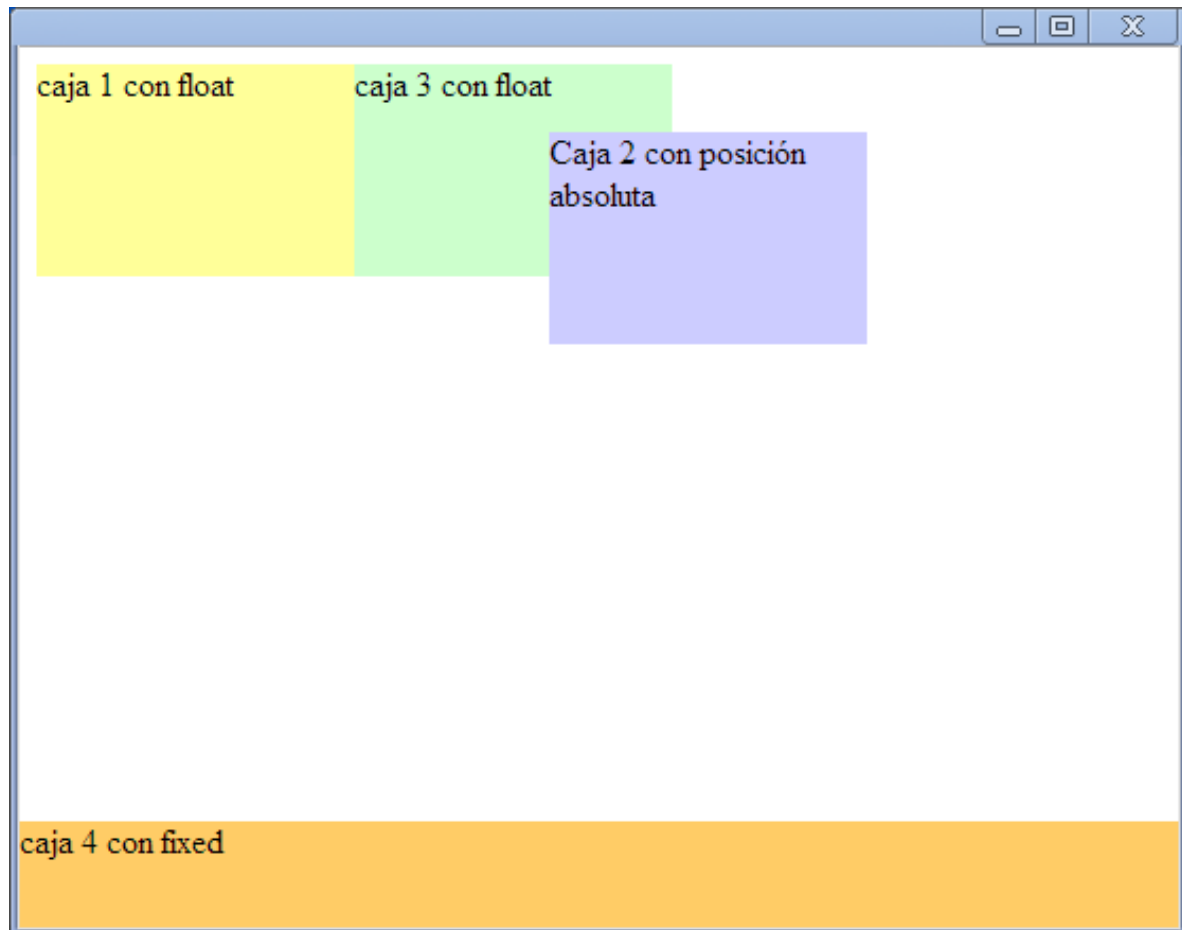 caja 1 con float
caja 3 con float
Caja 2 con posición
absoluta
caja 4 con fixed